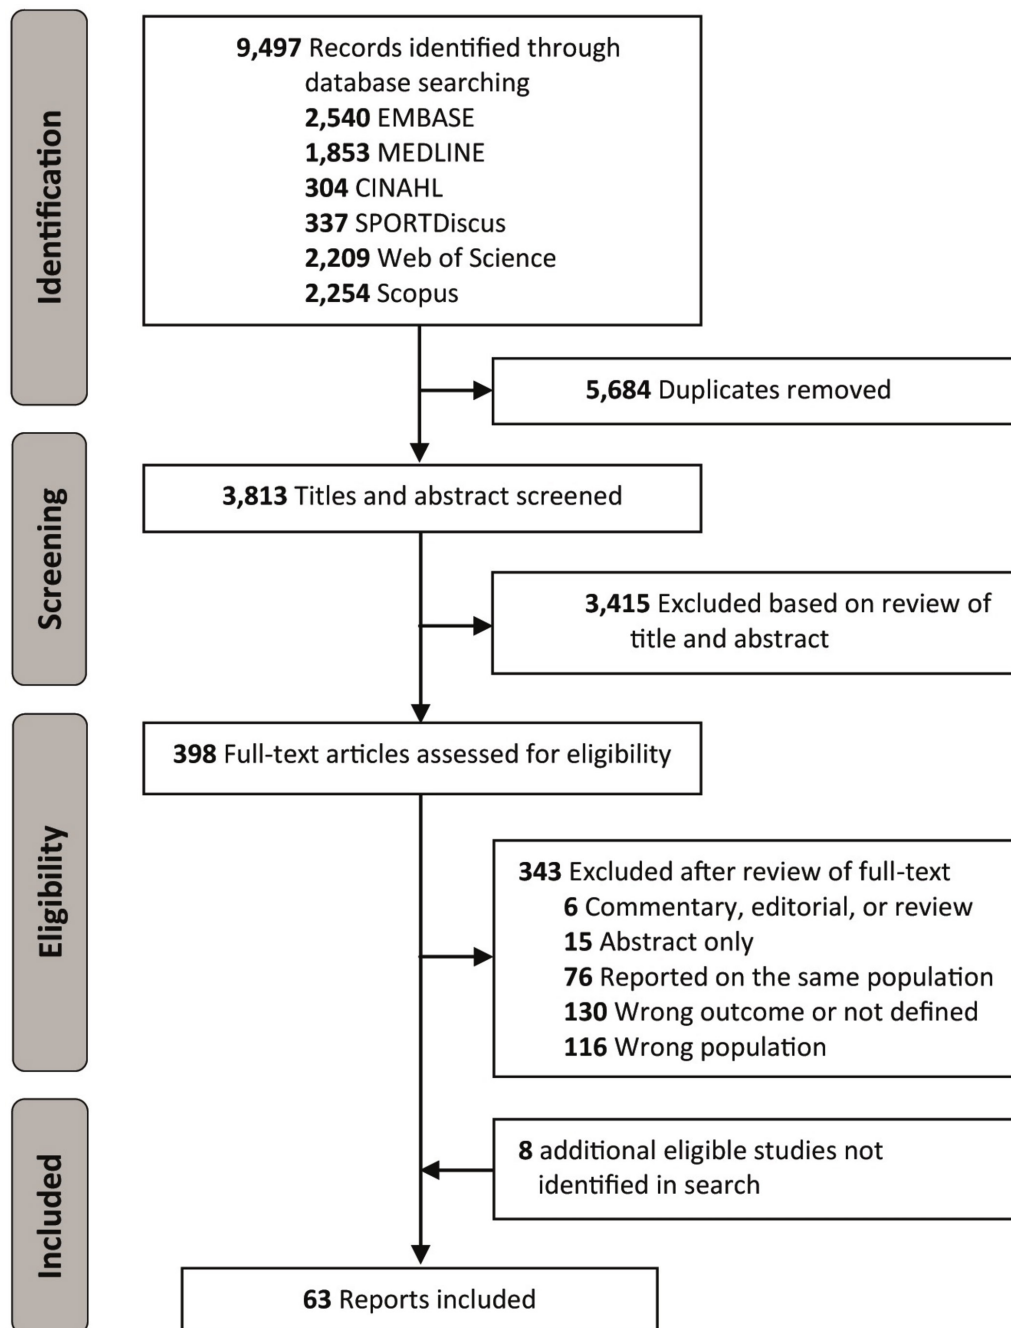 Identification
9,497 Records identified through
database searching
2,540 EMBASE
1,853 MEDLINE
304 CINAHL
337 SPORTDiscus
2,209 Web of Science
2,254 Scopus
5,684 Duplicates removed
Screening
3,813 Titles and abstract screened
3,415 Excluded based on review of
title and abstract
Eligibility
398 Full-text articles assessed for eligibility
343 Excluded after review of full-text
6 Commentary, editorial, or review
15 Abstract only
76 Reported on the same population
130 Wrong outcome or not defined
116 Wrong population
Included
8 additional eligible studies not
identified in search
63 Reports included